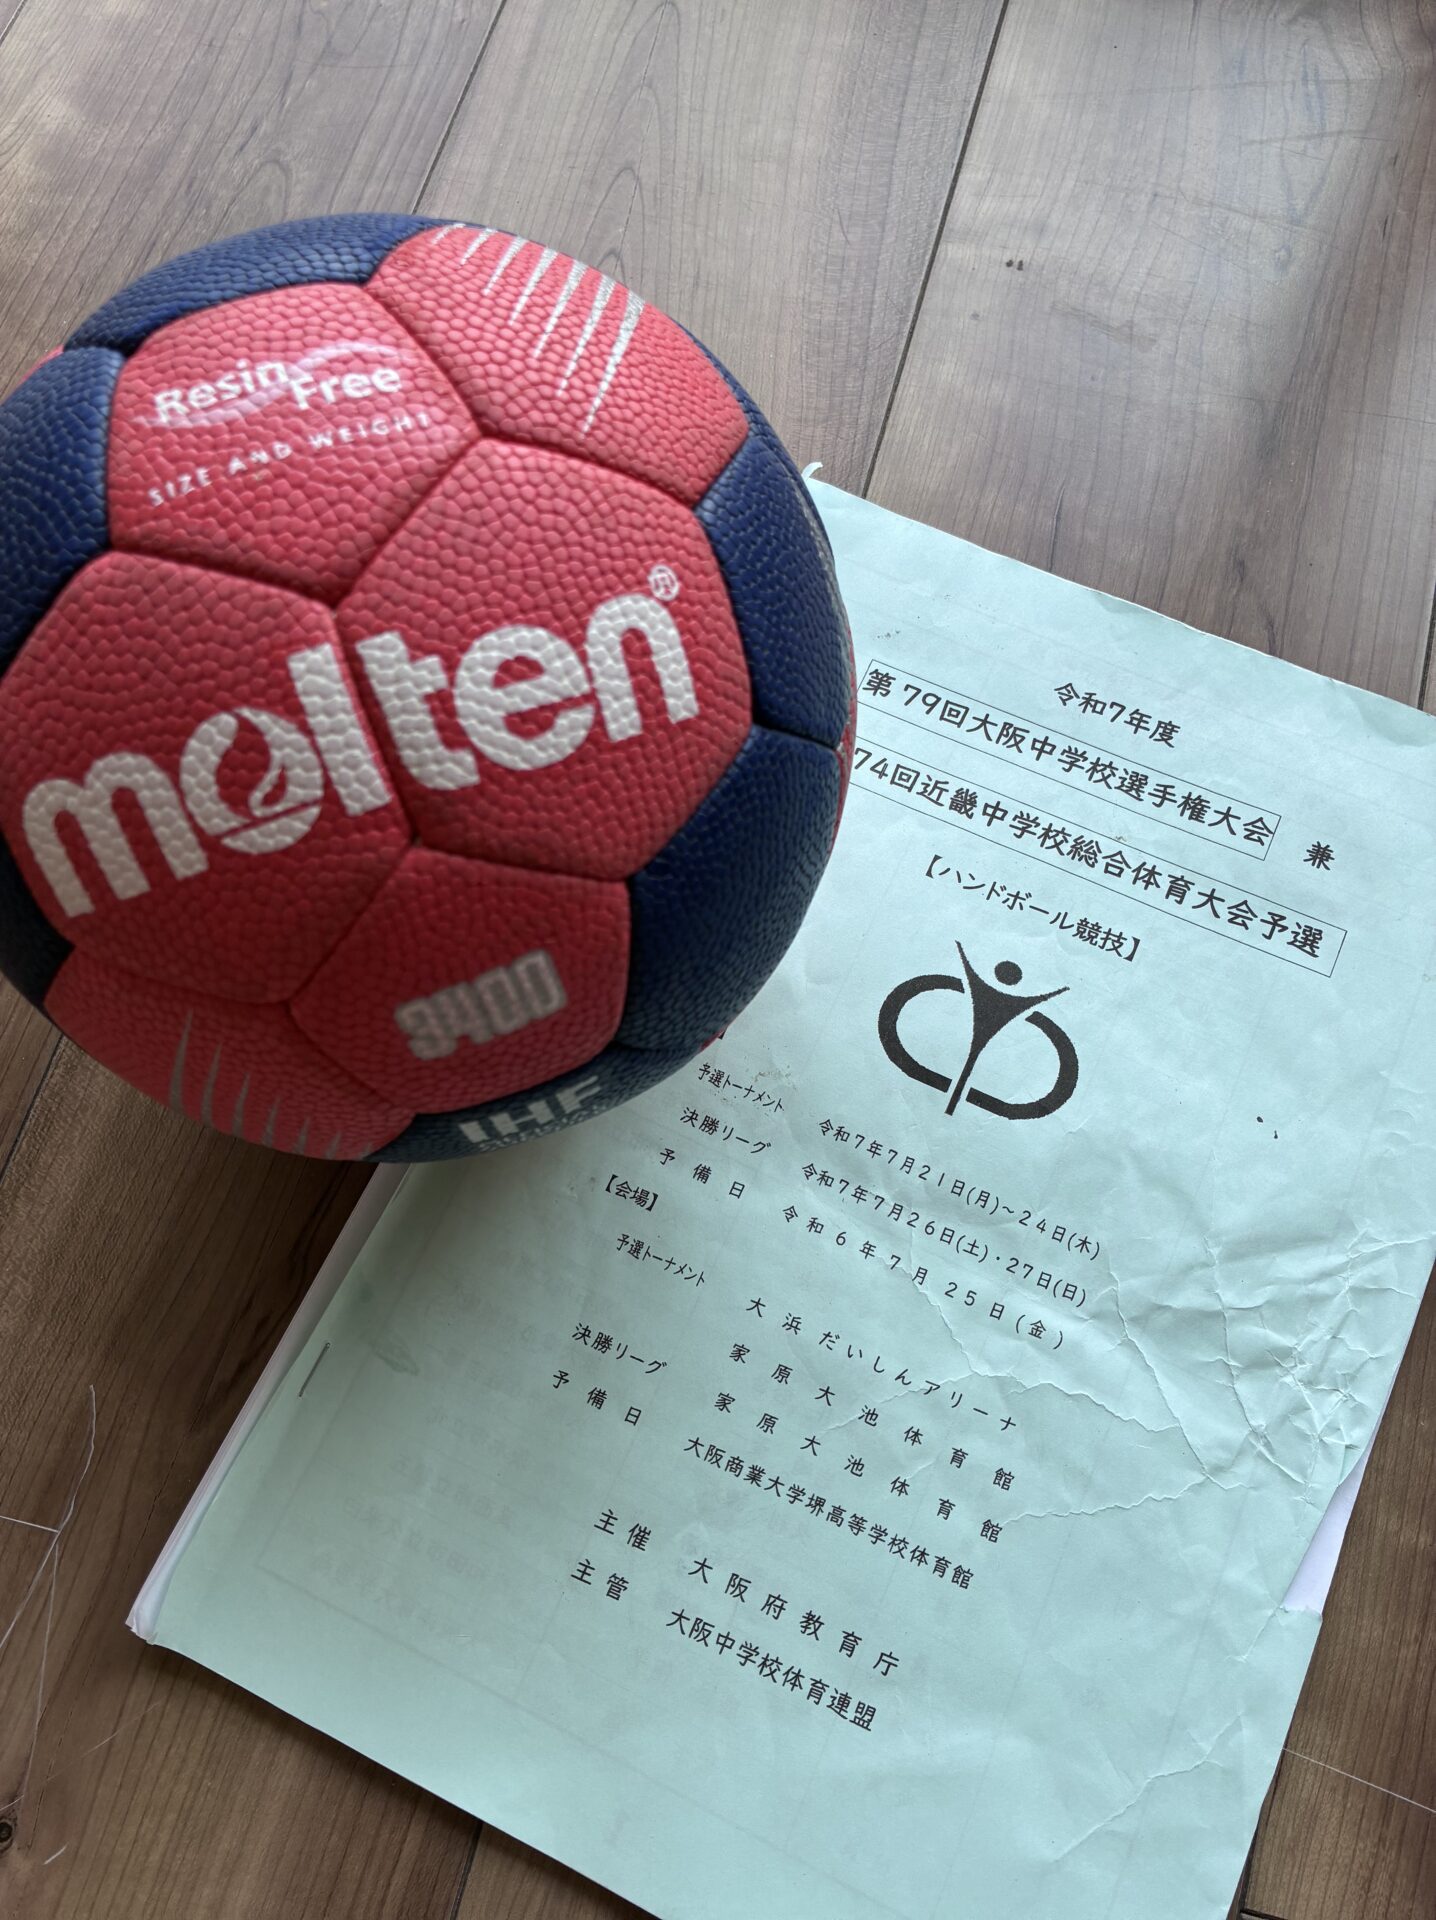 Resin
Free
SIZE AND WEIGHT
molten®
3400
IHF
令和7年度
第79回大阪中学校選手権大会 兼
74回近畿中学校総合体育大会予選
【ハンドボール競技】
予選トーナメント 令和7年7月21日(月)~24日(木)
決勝リーグ 令和7年7月26日(土)・27日(日)
予備日 令和6年7月25日(金)
【会場】
予選トーナメント 大浜だいしんアリーナ
家原大池体育館
決勝リーグ 家原大池体育館
予備日 大阪商業大学堺高等学校体育館
主催 大阪府教育庁
主管 大阪中学校体育連盟